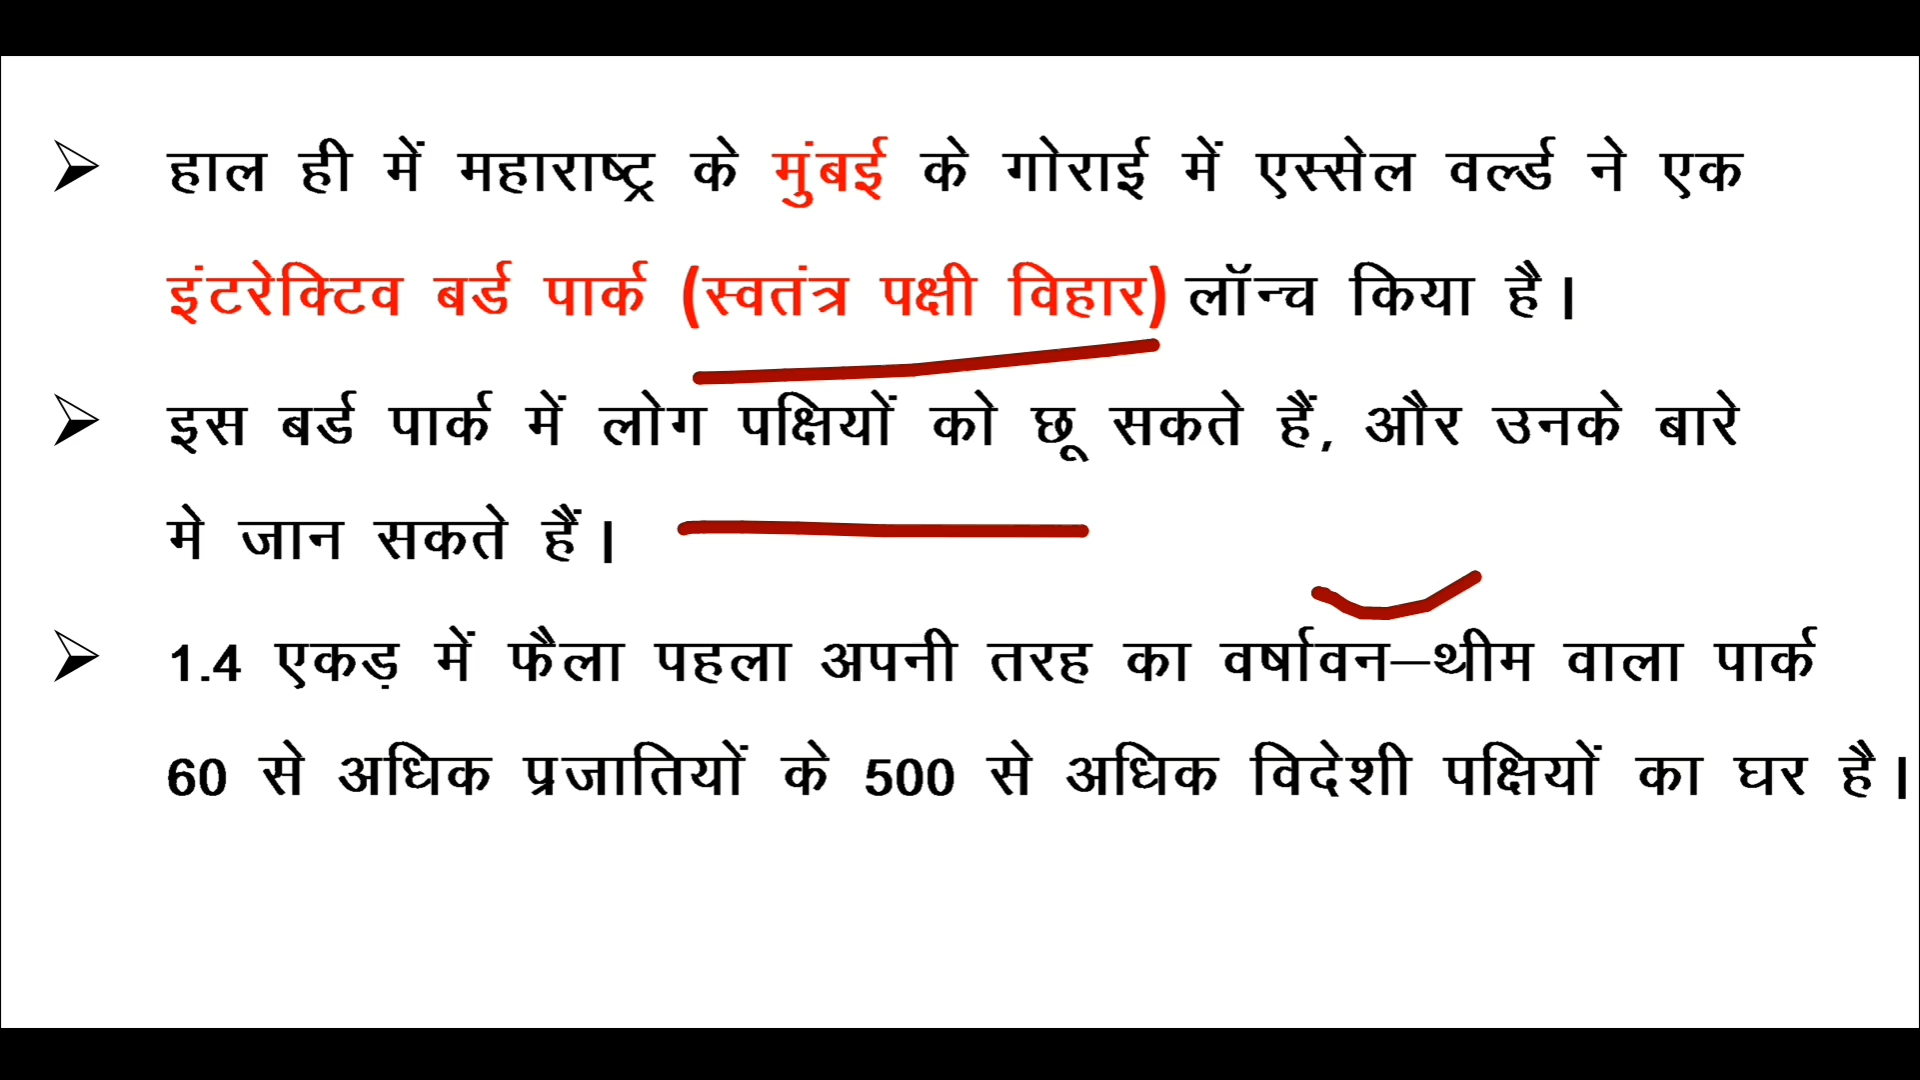 हाल ही में महाराष्ट्र के मुंबई के गोराई में एस्सेल वर्ल्ड ने एक
इंटरेक्टिव बर्ड पार्क (स्वतंत्र पक्षी विहार) लॉन्च किया है।
इस बर्ड पार्क में लोग पक्षियों को छू सकते हैं, और उनके बारे
मे जान सकते हैं।
1.4 एकड़ में फैला पहला अपनी तरह का वर्षावन–थीम वाला पार्क
60 से अधिक प्रजातियों के 500 से अधिक विदेशी पक्षियों का घर है।